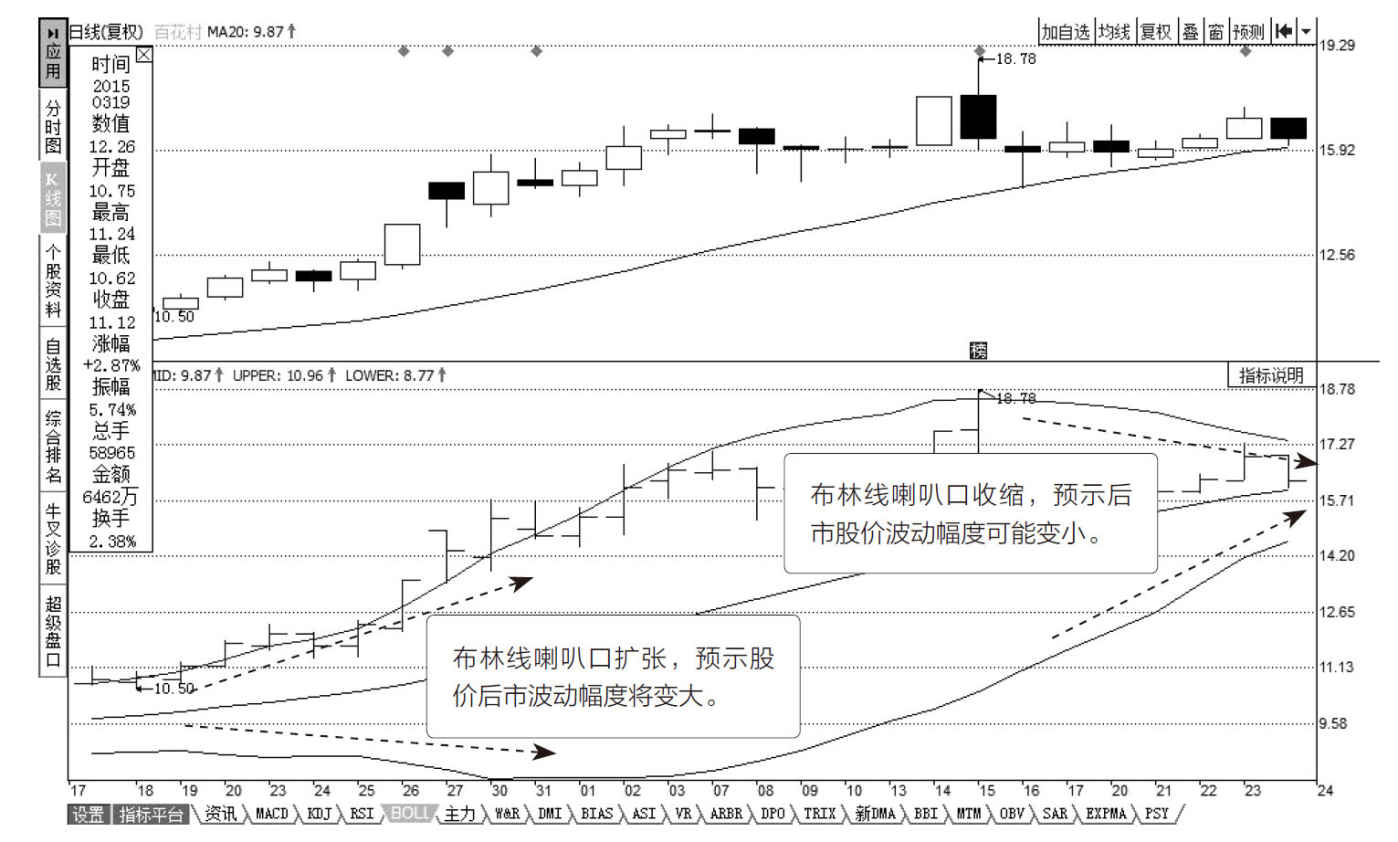 日线(复权) 百花村 MA20: 9.87↑
加自选 均线 复权 叠 窗 预测
应用
分时图
K线图
个股资料
自选股
综合排名
牛叉诊股
超级盘口
时间
2015
0319
数值
12.26
开盘
10.75
最高
11.24
最低
10.62
收盘
11.12
涨幅
+2.87%
振幅
5.74%
总手
58965
金额
6462万
换手
2.38%
18.78
10.50
榜
19.29
15.92
12.56
MID: 9.87↑ UPPER: 10.96↑ LOWER: 8.77↑
指标说明
18.78
10.50
布林线喇叭口收缩，预示后
市股价波动幅度可能变小。
布林线喇叭口扩张，预示股
价后市波动幅度将变大。
18.78
17.27
15.71
14.20
12.65
11.13
9.58
17 18 19 20 23 24 25 26 27 30 31 01 02 03 07 08 09 10 13 14 15 16 17 20 21 22 23 24
设置 指标平台 资讯 MACD KDJ RSI BOLL 主力 W&R DMI BIAS ASI VR ARBR DPO TRIX 新DMA BBI MTM OBV SAR EXPMA PSY